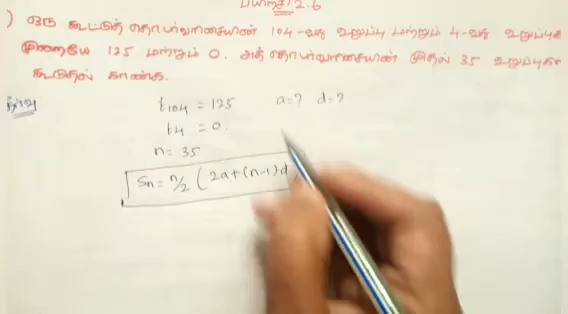 பயிற்சி 2.6
) ஒரு கூட்டுத் தொடர்வரிசையின் 104-வது உறுப்பு மற்றும் 4-வது உறுப்புக
முறையே 125 மற்றும் 0. அத் தொடர்வரிசையின் முதல் 35 உறுப்புகளி
கூடுதல் காண்க.
தீர்வு t₁₀₄ = 125 a=? d=?
t₄ = 0.
n = 35
Sn = n/2 (2a+(n-1)d